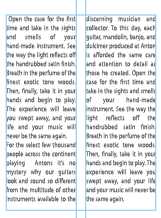 Open the case for the first
time and take in the sights
and smells of your
hand-made instrument. See
the way the light reflects off
the handrubbed satin finish.
Breath in the perfume of the
finest exotic tone woods.
Then, finally, take it in your
hands and begin to play.
The experience will leave
you swept away, and your
life and your music will
never be the same again.
For the select few thousand
people across the continent
playing Antons it's no
mystery why our guitars
look and sound so different
from the multitude of other
instruments available to the
discerning musician and
collector. To this day, each
guitar, mandolin, banjo, and
dulcimer produced at Anton
is afforded the same care
and attention to detail as
those he created. Open the
case for the first time and
take in the sights and smells
of your hand-made
instrument. See the way the
light reflects off the
handrubbed satin finish
Breath in the perfume of the
finest exotic tone woods.
Then, finally, take it in your
hands and begin to play. The
experience will leave you
swept away, and your life
and your music will never be
the same again.